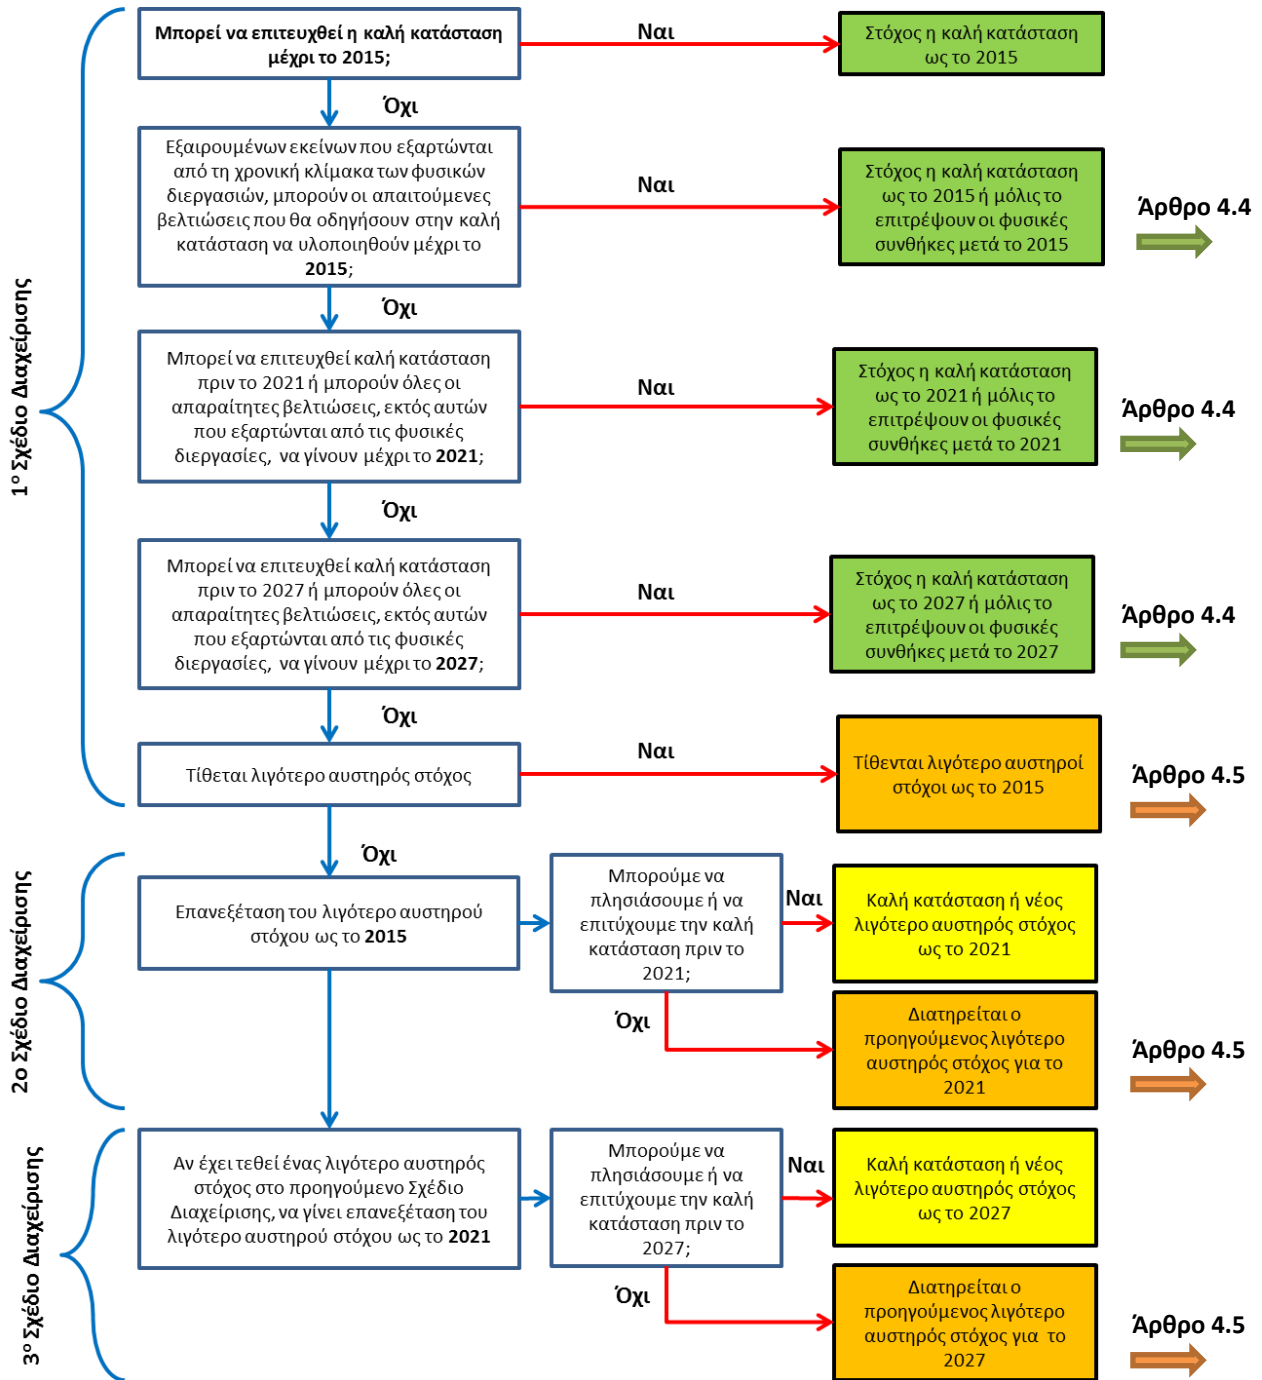 1ο Σχέδιο Διαχείρισης
Μπορεί να επιτευχθεί η καλή κατάσταση
μέχρι το 2015;
Ναι
Στόχος η καλή κατάσταση
ως το 2015
Όχι
Εξαιρουμένων εκείνων που εξαρτώνται
από τη χρονική κλίμακα των φυσικών
διεργασιών, μπορούν οι απαιτούμενες
βελτιώσεις που θα οδηγήσουν στην καλή
κατάσταση να υλοποιηθούν μέχρι το
2015;
Ναι
Στόχος η καλή κατάσταση
ως το 2015 ή μόλις το
επιτρέψουν οι φυσικές
συνθήκες μετά το 2015
Άρθρο 4.4
Όχι
Μπορεί να επιτευχθεί καλή κατάσταση
πριν το 2021 ή μπορούν όλες οι
απαραίτητες βελτιώσεις, εκτός αυτών
που εξαρτώνται από τις φυσικές
διεργασίες, να γίνουν μέχρι το 2021;
Ναι
Στόχος η καλή κατάσταση
ως το 2021 ή μόλις το
επιτρέψουν οι φυσικές
συνθήκες μετά το 2021
Άρθρο 4.4
Όχι
Μπορεί να επιτευχθεί καλή κατάσταση
πριν το 2027 ή μπορούν όλες οι
απαραίτητες βελτιώσεις, εκτός αυτών
που εξαρτώνται από τις φυσικές
διεργασίες, να γίνουν μέχρι το 2027;
Ναι
Στόχος η καλή κατάσταση
ως το 2027 ή μόλις το
επιτρέψουν οι φυσικές
συνθήκες μετά το 2027
Άρθρο 4.4
Όχι
Τίθεται λιγότερο αυστηρός στόχος
Ναι
Τίθενται λιγότερο αυστηροί
στόχοι ως το 2015
Άρθρο 4.5
Όχι
2ο Σχέδιο Διαχείρισης
Επανεξέταση του λιγότερο αυστηρού
στόχου ως το 2015
Μπορούμε να
πλησιάσουμε ή να
επιτύχουμε την καλή
κατάσταση πριν το
2021;
Ναι
Καλή κατάσταση ή νέος
λιγότερο αυστηρός στόχος
ως το 2021
Όχι
Διατηρείται ο
προηγούμενος λιγότερο
αυστηρός στόχος για το
2021
Άρθρο 4.5
3ο Σχέδιο Διαχείρισης
Αν έχει τεθεί ένας λιγότερο αυστηρός
στόχος στο προηγούμενο Σχέδιο
Διαχείρισης, να γίνει επανεξέταση του
λιγότερο αυστηρού στόχου ως το 2021
Μπορούμε να
πλησιάσουμε ή να
επιτύχουμε την καλή
κατάσταση πριν το
2027;
Ναι
Καλή κατάσταση ή νέος
λιγότερο αυστηρός στόχος
ως το 2027
Όχι
Διατηρείται ο
προηγούμενος λιγότερο
αυστηρός στόχος για το
2027
Άρθρο 4.5